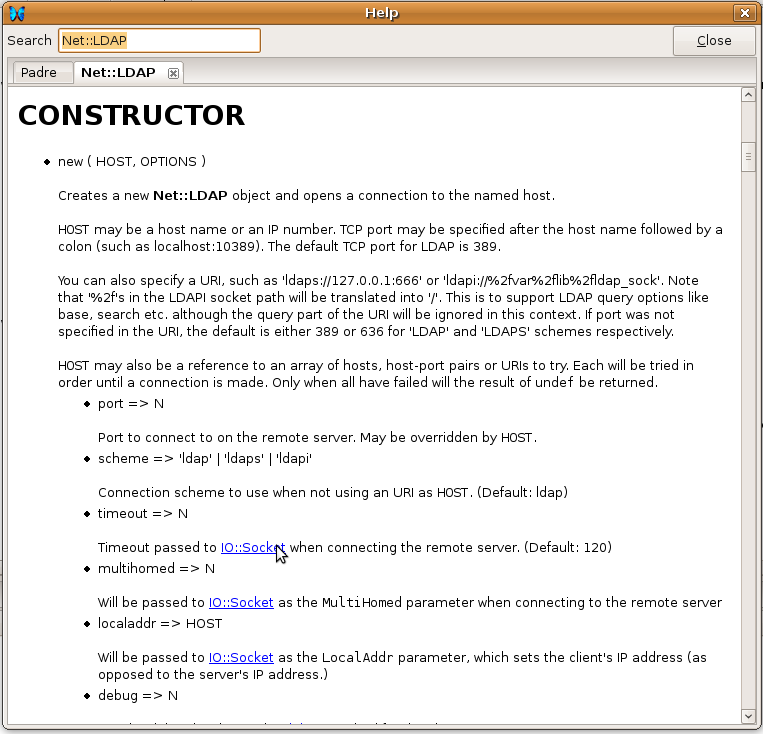 Help
Search Net::LDAP Close
Padre Net::LDAP
CONSTRUCTOR
new ( HOST, OPTIONS )
Creates a new Net::LDAP object and opens a connection to the named host.
HOST may be a host name or an IP number. TCP port may be specified after the host name followed by a
colon (such as localhost:10389). The default TCP port for LDAP is 389.
You can also specify a URI, such as 'ldaps://127.0.0.1:666' or 'ldapi://%2fvar%2flib%2fldap_sock'. Note
that '%2f's in the LDAPI socket path will be translated into '/'. This is to support LDAP query options like
base, search etc. although the query part of the URI will be ignored in this context. If port was not
specified in the URI, the default is either 389 or 636 for 'LDAP' and 'LDAPS' schemes respectively.
HOST may also be a reference to an array of hosts, host-port pairs or URIs to try. Each will be tried in
order until a connection is made. Only when all have failed will the result of undef be returned.
port => N
Port to connect to on the remote server. May be overridden by HOST.
scheme => 'ldap' | 'ldaps' | 'ldapi'
Connection scheme to use when not using an URI as HOST. (Default: ldap)
timeout => N
Timeout passed to IO::Socket when connecting the remote server. (Default: 120)
multihomed => N
Will be passed to IO::Socket as the MultiHomed parameter when connecting to the remote server
localaddr => HOST
Will be passed to IO::Socket as the LocalAddr parameter, which sets the client's IP address (as
opposed to the server's IP address.)
debug => N